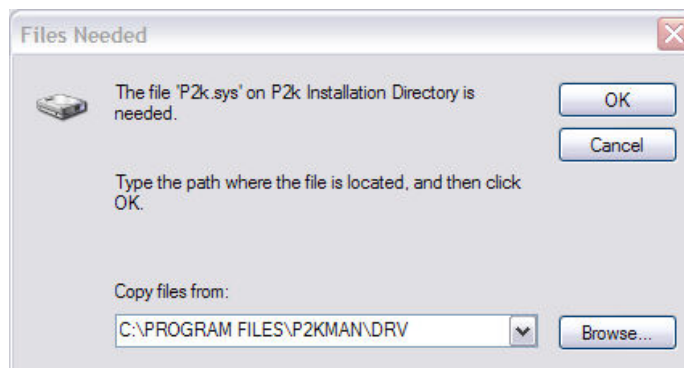 Files Needed
The file 'P2k.sys' on P2k Installation Directory is
needed.
OK
Cancel
Type the path where the file is located, and then click
OK.
Copy files from:
C:\PROGRAM FILES\P2KMAN\DRV
Browse...